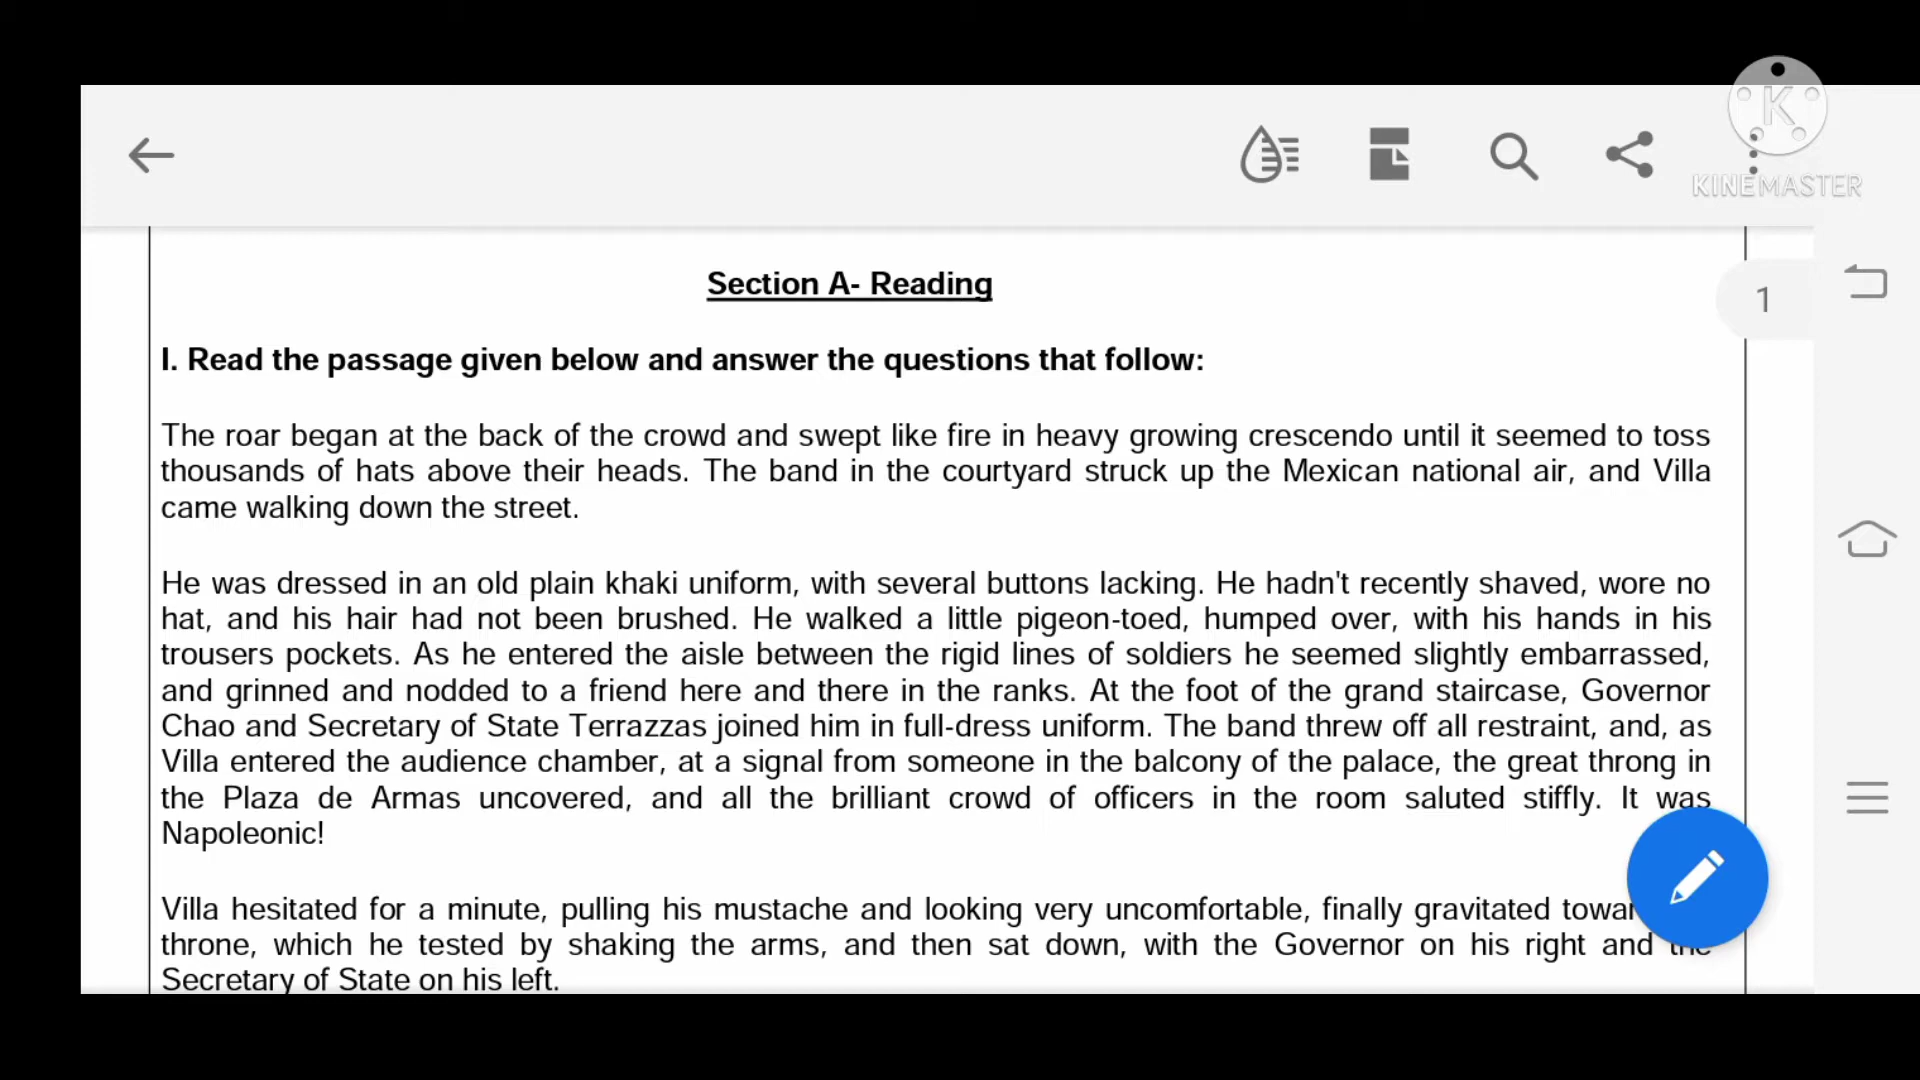 K
KINEMASTER
1
Section A- Reading
I. Read the passage given below and answer the questions that follow:
The roar began at the back of the crowd and swept like fire in heavy growing crescendo until it seemed to toss
thousands of hats above their heads. The band in the courtyard struck up the Mexican national air, and Villa
came walking down the street.
He was dressed in an old plain khaki uniform, with several buttons lacking. He hadn't recently shaved, wore no
hat, and his hair had not been brushed. He walked a little pigeon-toed, humped over, with his hands in his
trousers pockets. As he entered the aisle between the rigid lines of soldiers he seemed slightly embarrassed,
and grinned and nodded to a friend here and there in the ranks. At the foot of the grand staircase, Governor
Chao and Secretary of State Terrazzas joined him in full-dress uniform. The band threw off all restraint, and, as
Villa entered the audience chamber, at a signal from someone in the balcony of the palace, the great throng in
the Plaza de Armas uncovered, and all the brilliant crowd of officers in the room saluted stiffly. It was
Napoleonic!
Villa hesitated for a minute, pulling his mustache and looking very uncomfortable, finally gravitated
throne, which he tested by shaking the arms, and then sat down, with the Governor on his right and the
Secretary of State on his left.